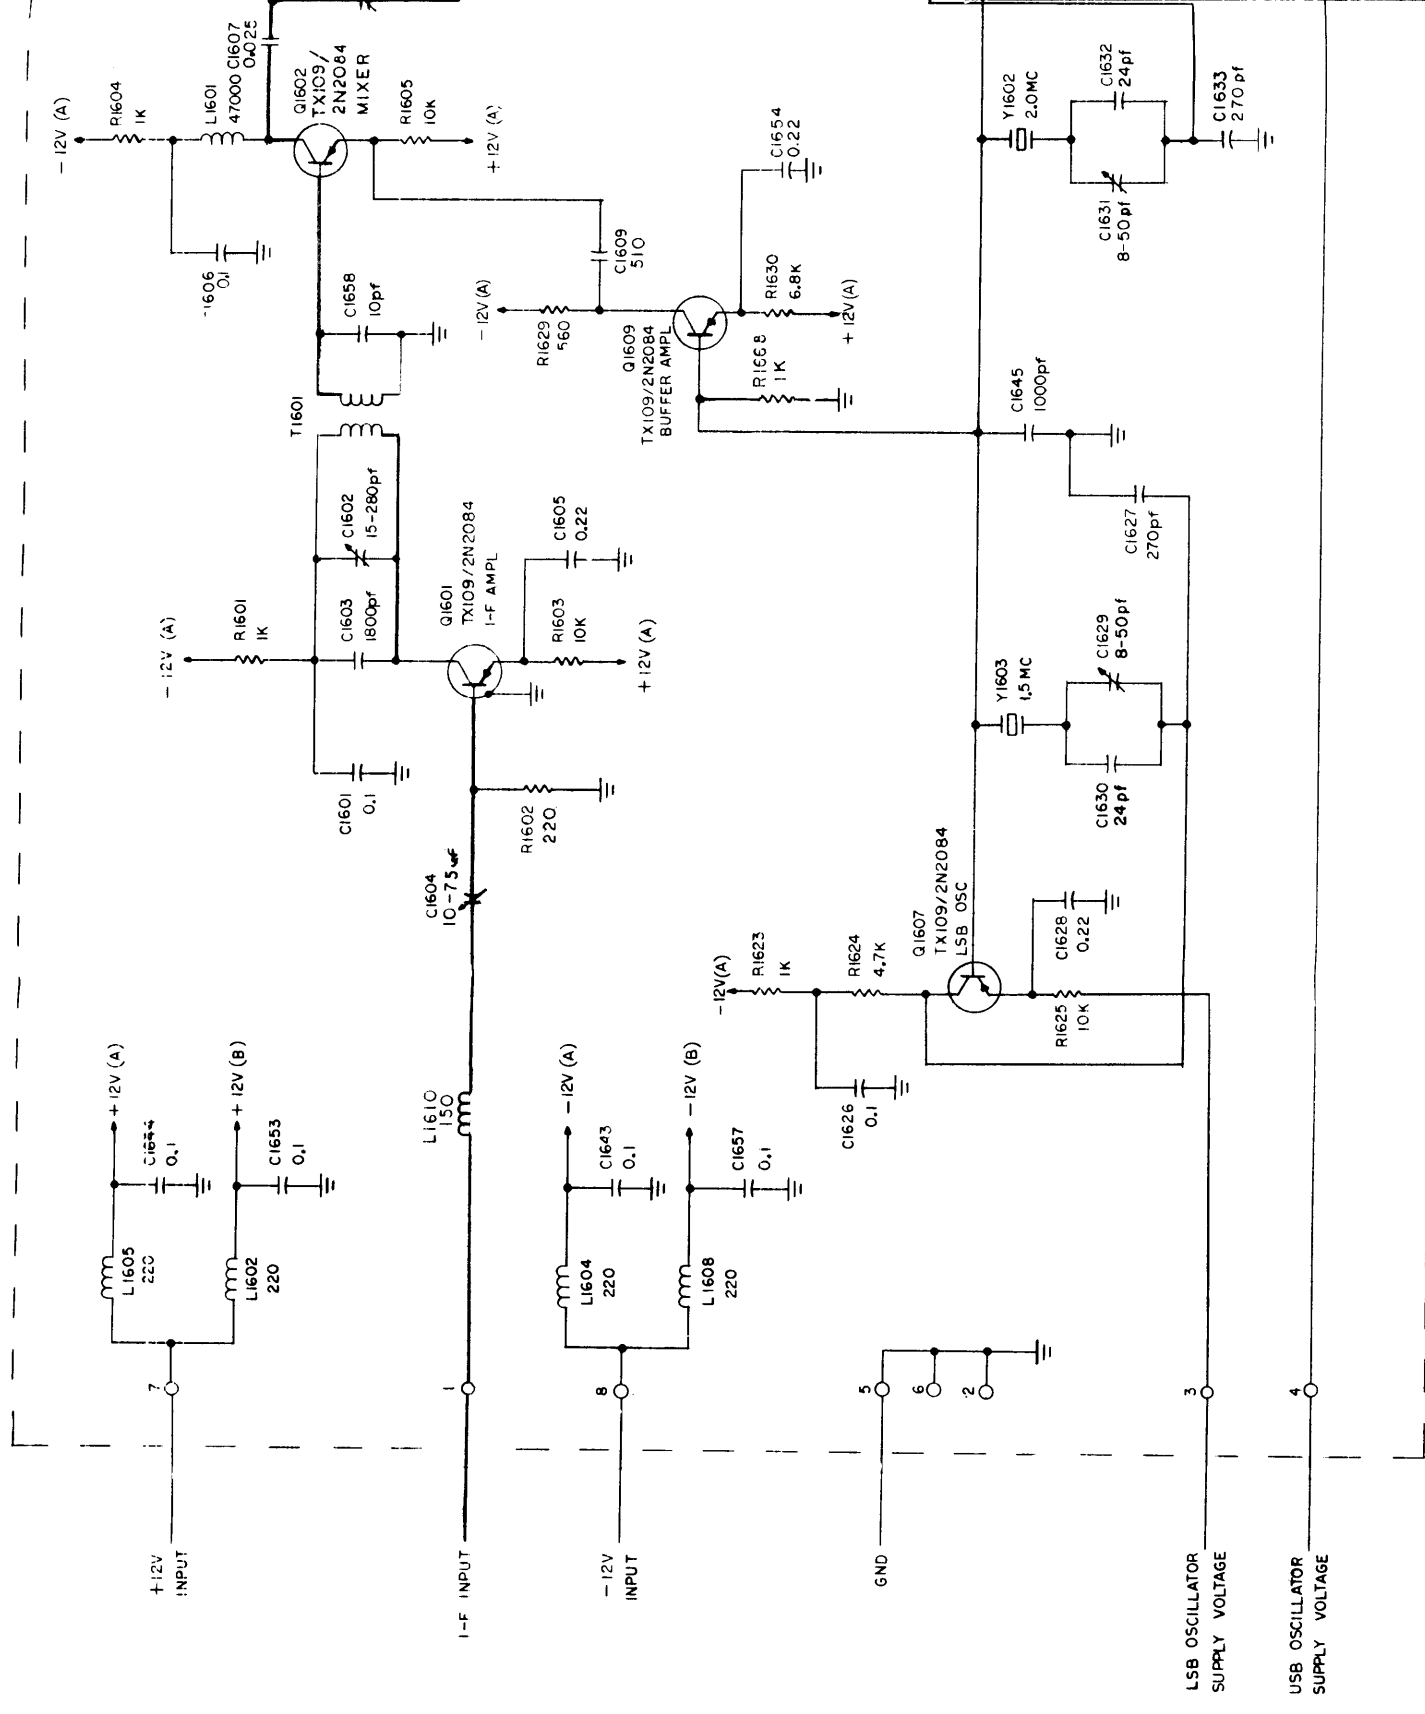 -12V (A)
R1604
1K
L1601
47000
C1607
0.025
Q1602
TX109/
2N2084
MIXER
R1605
10K
+12V (A)
1606
0.1
C1658
10pf
T1601
C1609
510
-12V (A)
R1629
560
Q1609
TX109/2N2084
BUFFER AMPL
R1630
6.8K
+12V (A)
C1654
0.22
R1668
1K
Y1602
2.0MC
C1632
24pf
C1631
8-50pf
C1633
270pf
C1645
1000pf
C1627
270pf
-12V (A)
R1601
1K
C1603
1800pf
C1602
15-280pf
Q1601
TX109/2N2084
I-F AMPL
C1605
0.22
R1603
10K
+12V (A)
C1601
0.1
R1602
220
C1604
L1610
150
Y1603
1.5MC
C1629
8-50pf
C1630
24pf
Q1607
TX109/2N2084
LSB OSC
-12V(A)
R1623
1K
R1624
4.7K
C1628
0.22
R1625
10K
C1626
0.1
+12V (A)
0.1
L1605
220
+12V (B)
C1653
0.1
L1602
220
-12V (A)
C1643
0.1
L1604
220
-12V (B)
C1657
0.1
L1608
220
7
1
8
5
6
2
3
4
+12V
INPUT
I-F INPUT
-12V
INPUT
GND
LSB OSCILLATOR
SUPPLY VOLTAGE
USB OSCILLATOR
SUPPLY VOLTAGE